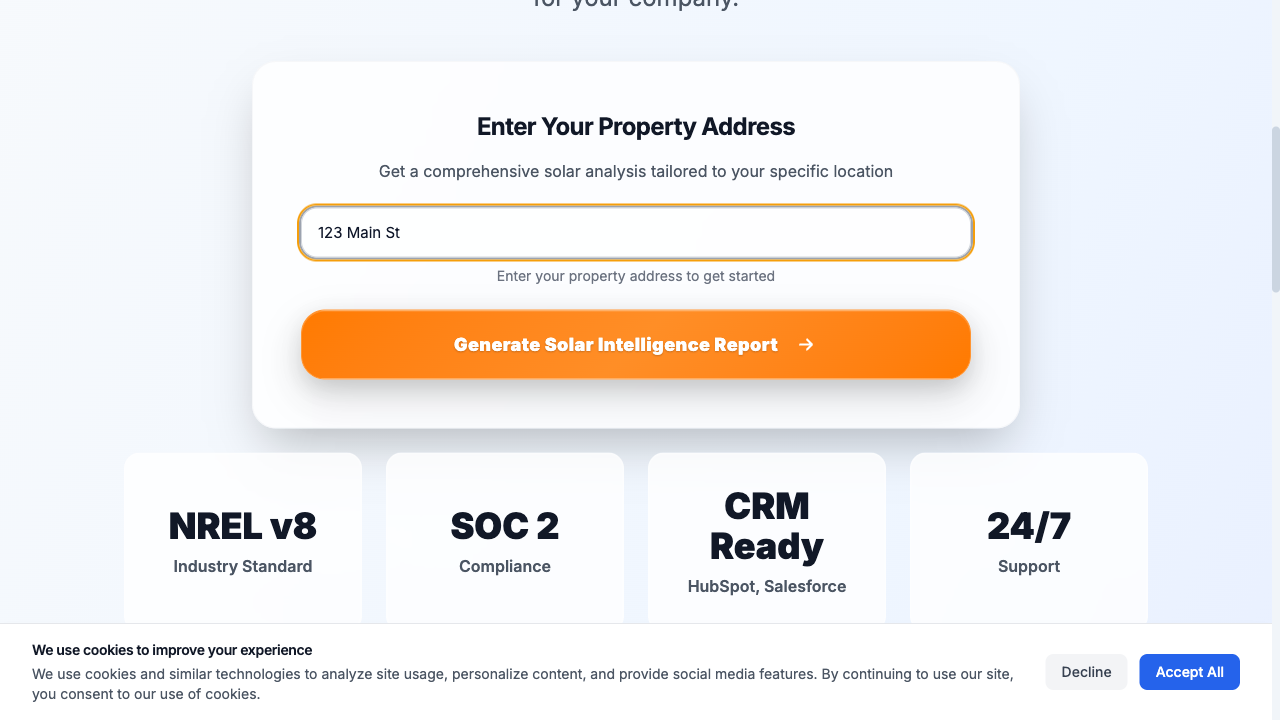 for your company.
Enter Your Property Address
Get a comprehensive solar analysis tailored to your specific location
123 Main St
Enter your property address to get started
Generate Solar Intelligence Report →
NREL v8
Industry Standard
SOC 2
Compliance
CRM
Ready
HubSpot, Salesforce
24/7
Support
We use cookies to improve your experience
We use cookies and similar technologies to analyze site usage, personalize content, and provide social media features. By continuing to use our site,
you consent to our use of cookies.
Decline
Accept All